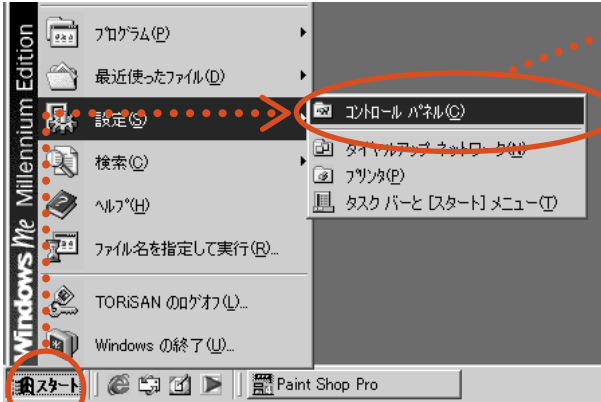 Windows Me Millennium Edition
プログラム(P)
最近使ったファイル(D)
設定(S)
検索(C)
ヘルプ(H)
ファイル名を指定して実行(R)...
TORiSAN のログオフ(L)...
Windows の終了(U)...
コントロール パネル(C)
ダイヤルアップ ネットワーク(N)
プリンタ(P)
タスク バーと [スタート] メニュー(T)
スタート
Paint Shop Pro